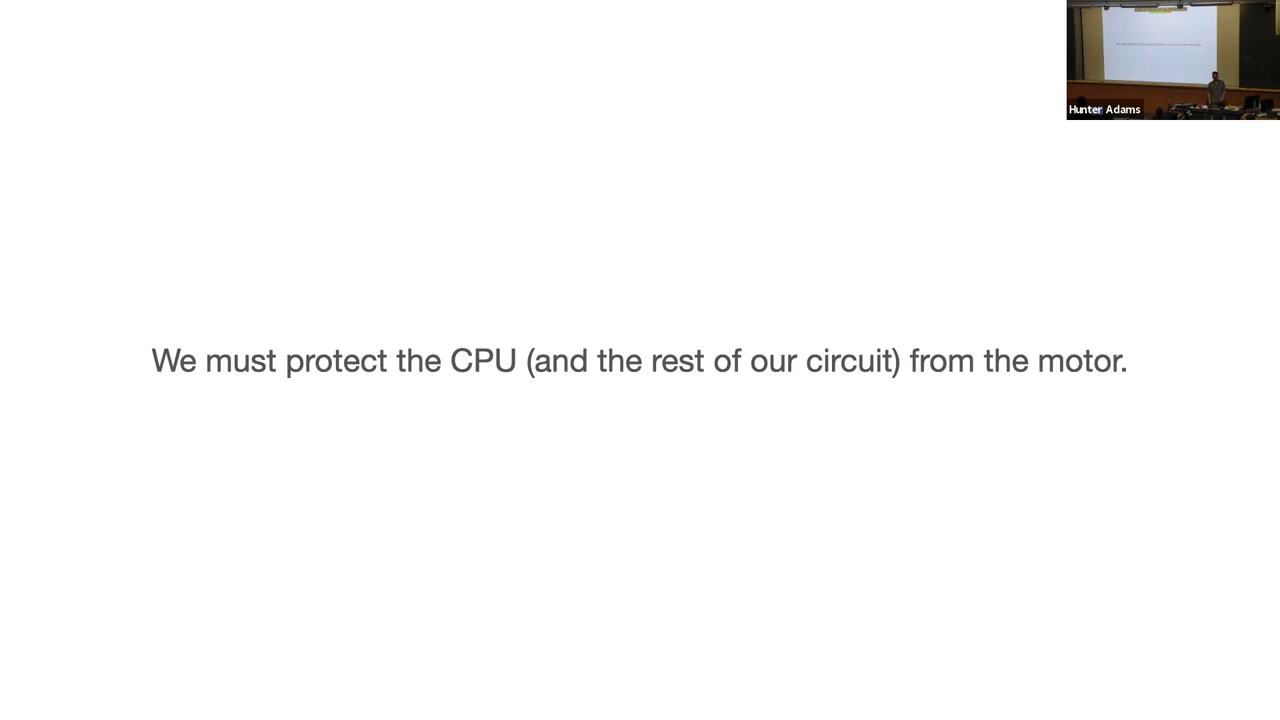 Hunter Adams
We must protect the CPU (and the rest of our circuit) from the motor.